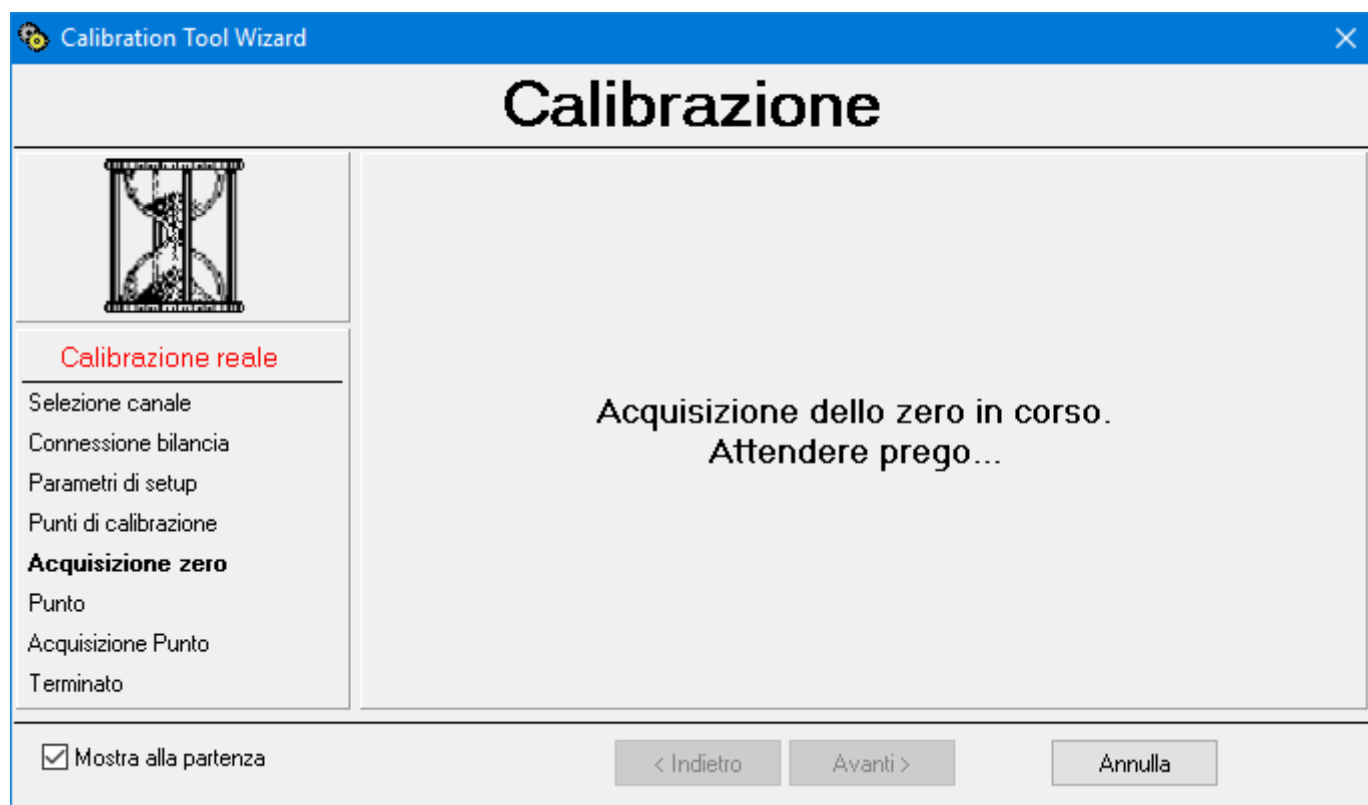 Calibration Tool Wizard
Calibrazione
Calibrazione reale
Selezione canale
Connessione bilancia
Parametri di setup
Punti di calibrazione
Acquisizione zero
Punto
Acquisizione Punto
Terminato
Acquisizione dello zero in corso.
Attendere prego...
Mostra alla partenza
< Indietro
Avanti >
Annulla